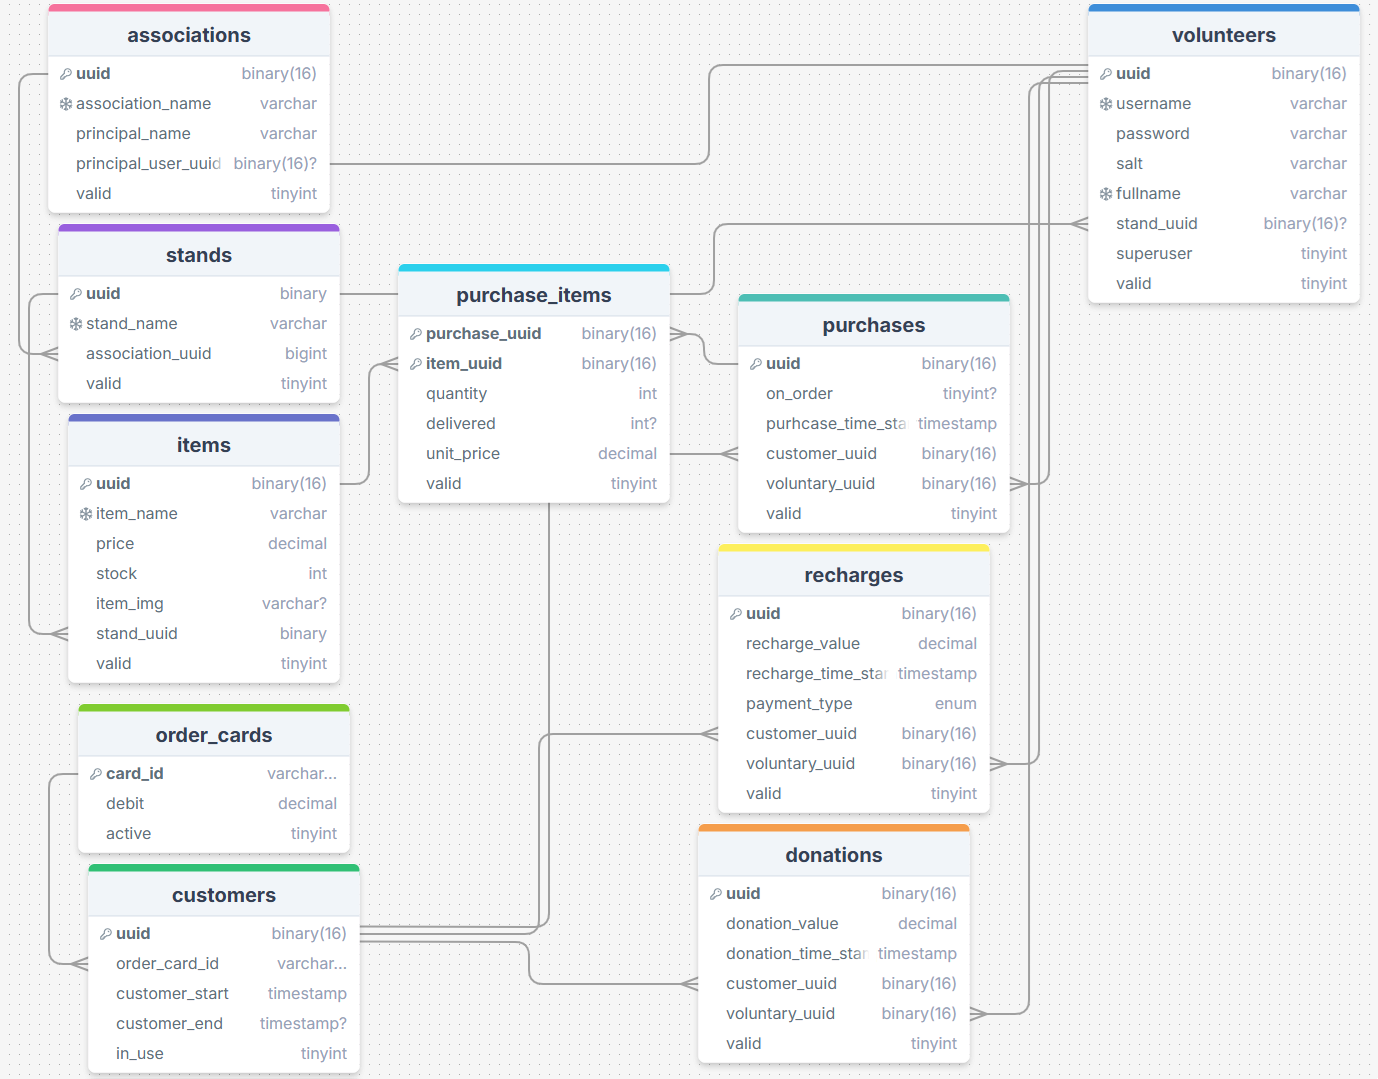 associations
uuid binary(16)
association_name varchar
principal_name varchar
principal_user_uuid binary(16)?
valid tinyint
stands
uuid binary
stand_name varchar
association_uuid bigint
valid tinyint
items
uuid binary(16)
item_name varchar
price decimal
stock int
item_img varchar?
stand_uuid binary
valid tinyint
order_cards
card_id varchar...
debit decimal
active tinyint
customers
uuid binary(16)
order_card_id varchar...
customer_start timestamp
customer_end timestamp?
in_use tinyint
purchase_items
purchase_uuid binary(16)
item_uuid binary(16)
quantity int
delivered int?
unit_price decimal
valid tinyint
purchases
uuid binary(16)
on_order tinyint?
purhcase_time_sta timestamp
customer_uuid binary(16)
voluntary_uuid binary(16)
valid tinyint
recharges
uuid binary(16)
recharge_value decimal
recharge_time_star timestamp
payment_type enum
customer_uuid binary(16)
voluntary_uuid binary(16)
valid tinyint
donations
uuid binary(16)
donation_value decimal
donation_time_star timestamp
customer_uuid binary(16)
voluntary_uuid binary(16)
valid tinyint
volunteers
uuid binary(16)
username varchar
password varchar
salt varchar
fullname varchar
stand_uuid binary(16)?
superuser tinyint
valid tinyint